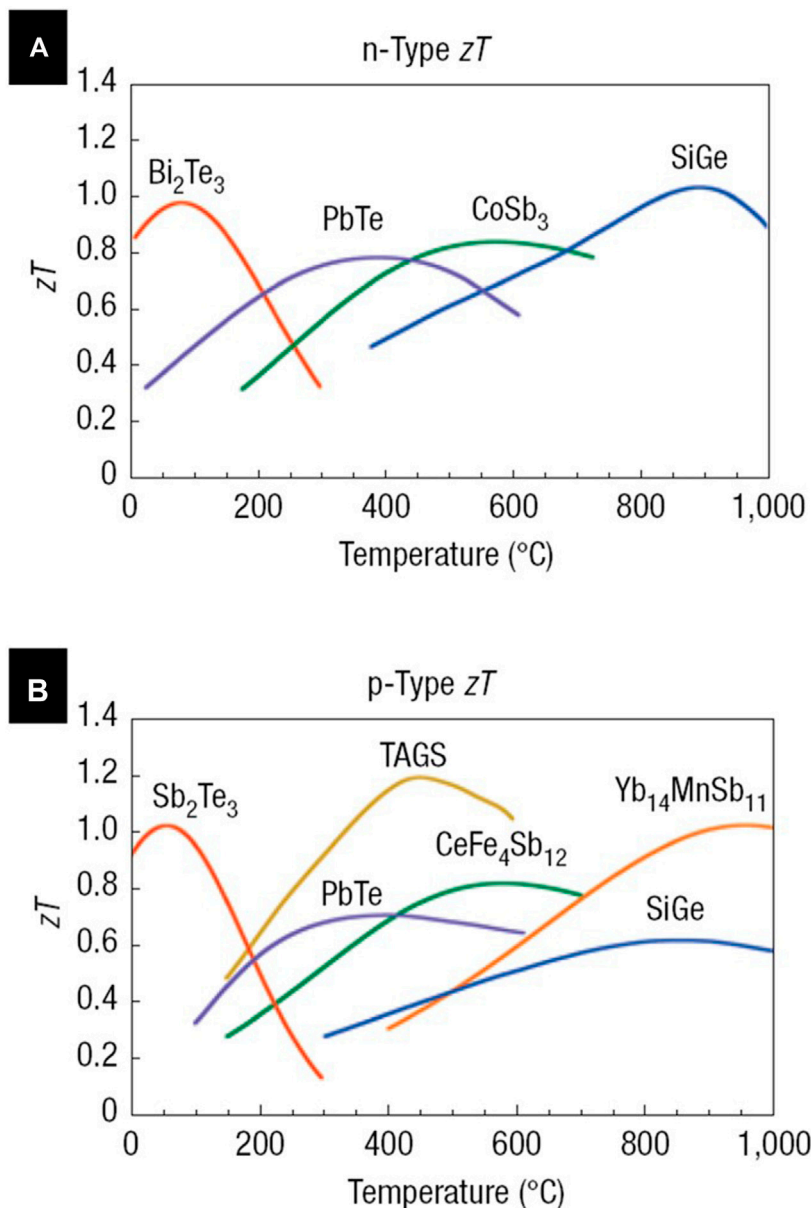 A
n-Type zT
1.4
1.2
1.0
0.8
0.6
0.4
0.2
0
zT
Bi₂Te₃
PbTe
CoSb₃
SiGe
0 200 400 600 800 1,000
Temperature (°C)
B
p-Type zT
1.4
1.2
1.0
0.8
0.6
0.4
0.2
0
zT
Sb₂Te₃
TAGS
PbTe
CeFe₄Sb₁₂
Yb₁₄MnSb₁₁
SiGe
0 200 400 600 800 1,000
Temperature (°C)